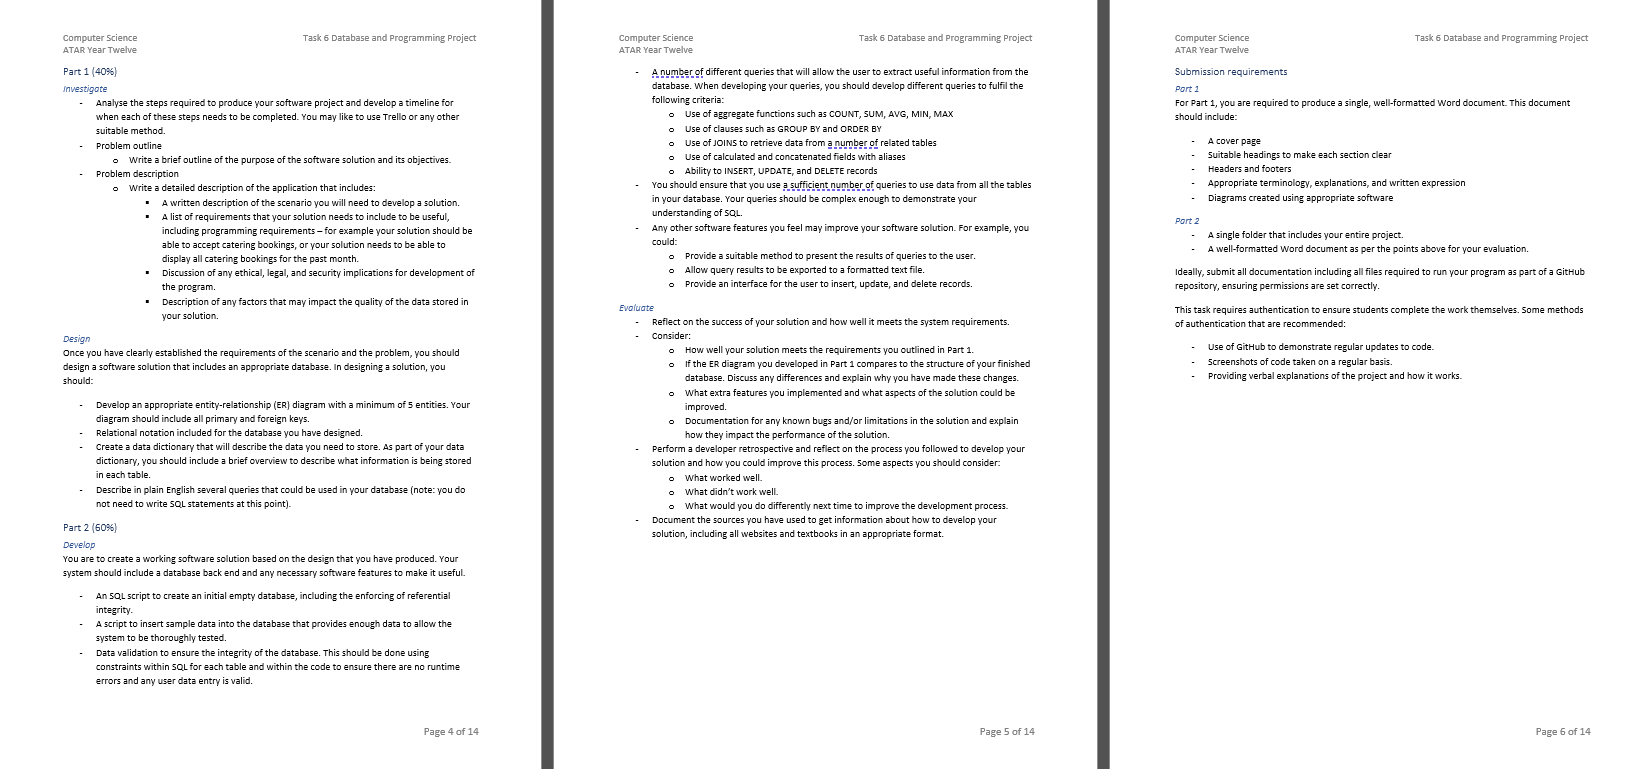 Computer Science
Task 6 Database and Programming Project
ATAR Year Twelve
Part 1 (40%)
Investigate
- Analyse the steps required to produce your software project and develop a timeline for
when each of these steps needs to be completed. You may like to use Trello or any other
suitable method.
- Problem outline
o Write a brief outline of the purpose of the software solution and its objectives.
- Problem description
o Write a detailed description of the application that includes:
▪ A written description of the scenario you will need to develop a solution.
▪ A list of requirements that your solution needs to include to be useful,
including programming requirements – for example your solution should be
able to accept catering bookings, or your solution needs to be able to
display all catering bookings for the past month.
▪ Discussion of any ethical, legal, and security implications for development of
the program.
▪ Description of any factors that may impact the quality of the data stored in
your solution.
Design
Once you have clearly established the requirements of the scenario and the problem, you should
design a software solution that includes an appropriate database. In designing a solution, you
should:
- Develop an appropriate entity-relationship (ER) diagram with a minimum of 5 entities. Your
diagram should include all primary and foreign keys.
- Relational notation included for the database you have designed.
- Create a data dictionary that will describe the data you need to store. As part of your data
dictionary, you should include a brief overview to describe what information is being stored
in each table.
- Describe in plain English several queries that could be used in your database (note: you do
not need to write SQL statements at this point).
Part 2 (60%)
Develop
You are to create a working software solution based on the design that you have produced. Your
system should include a database back end and any necessary software features to make it useful.
- An SQL script to create an initial empty database, including the enforcing of referential
integrity.
- A script to insert sample data into the database that provides enough data to allow the
system to be thoroughly tested.
- Data validation to ensure the integrity of the database. This should be done using
constraints within SQL for each table and within the code to ensure there are no runtime
errors and any user data entry is valid.
Page 4 of 14
Computer Science
Task 6 Database and Programming Project
ATAR Year Twelve
- A number of different queries that will allow the user to extract useful information from the
database. When developing your queries, you should develop different queries to fulfil the
following criteria:
o Use of aggregate functions such as COUNT, SUM, AVG, MIN, MAX
o Use of clauses such as GROUP BY and ORDER BY
o Use of JOINS to retrieve data from a number of related tables
o Use of calculated and concatenated fields with aliases
o Ability to INSERT, UPDATE, and DELETE records
- You should ensure that you use a sufficient number of queries to use data from all the tables
in your database. Your queries should be complex enough to demonstrate your
understanding of SQL.
- Any other software features you feel may improve your software solution. For example, you
could:
o Provide a suitable method to present the results of queries to the user.
o Allow query results to be exported to a formatted text file.
o Provide an interface for the user to insert, update, and delete records.
Evaluate
- Reflect on the success of your solution and how well it meets the system requirements.
- Consider:
o How well your solution meets the requirements you outlined in Part 1.
o If the ER diagram you developed in Part 1 compares to the structure of your finished
database. Discuss any differences and explain why you have made these changes.
o What extra features you implemented and what aspects of the solution could be
improved.
o Documentation for any known bugs and/or limitations in the solution and explain
how they impact the performance of the solution.
- Perform a developer retrospective and reflect on the process you followed to develop your
solution and how you could improve this process. Some aspects you should consider:
o What worked well.
o What didn't work well.
o What would you do differently next time to improve the development process.
- Document the sources you have used to get information about how to develop your
solution, including all websites and textbooks in an appropriate format.
Page 5 of 14
Computer Science
Task 6 Database and Programming Project
ATAR Year Twelve
Submission requirements
Part 1
For Part 1, you are required to produce a single, well-formatted Word document. This document
should include:
- A cover page
- Suitable headings to make each section clear
- Headers and footers
- Appropriate terminology, explanations, and written expression
- Diagrams created using appropriate software
Part 2
- A single folder that includes your entire project.
- A well-formatted Word document as per the points above for your evaluation.
Ideally, submit all documentation including all files required to run your program as part of a GitHub
repository, ensuring permissions are set correctly.
This task requires authentication to ensure students complete the work themselves. Some methods
of authentication that are recommended:
- Use of GitHub to demonstrate regular updates to code.
- Screenshots of code taken on a regular basis.
- Providing verbal explanations of the project and how it works.
Page 6 of 14